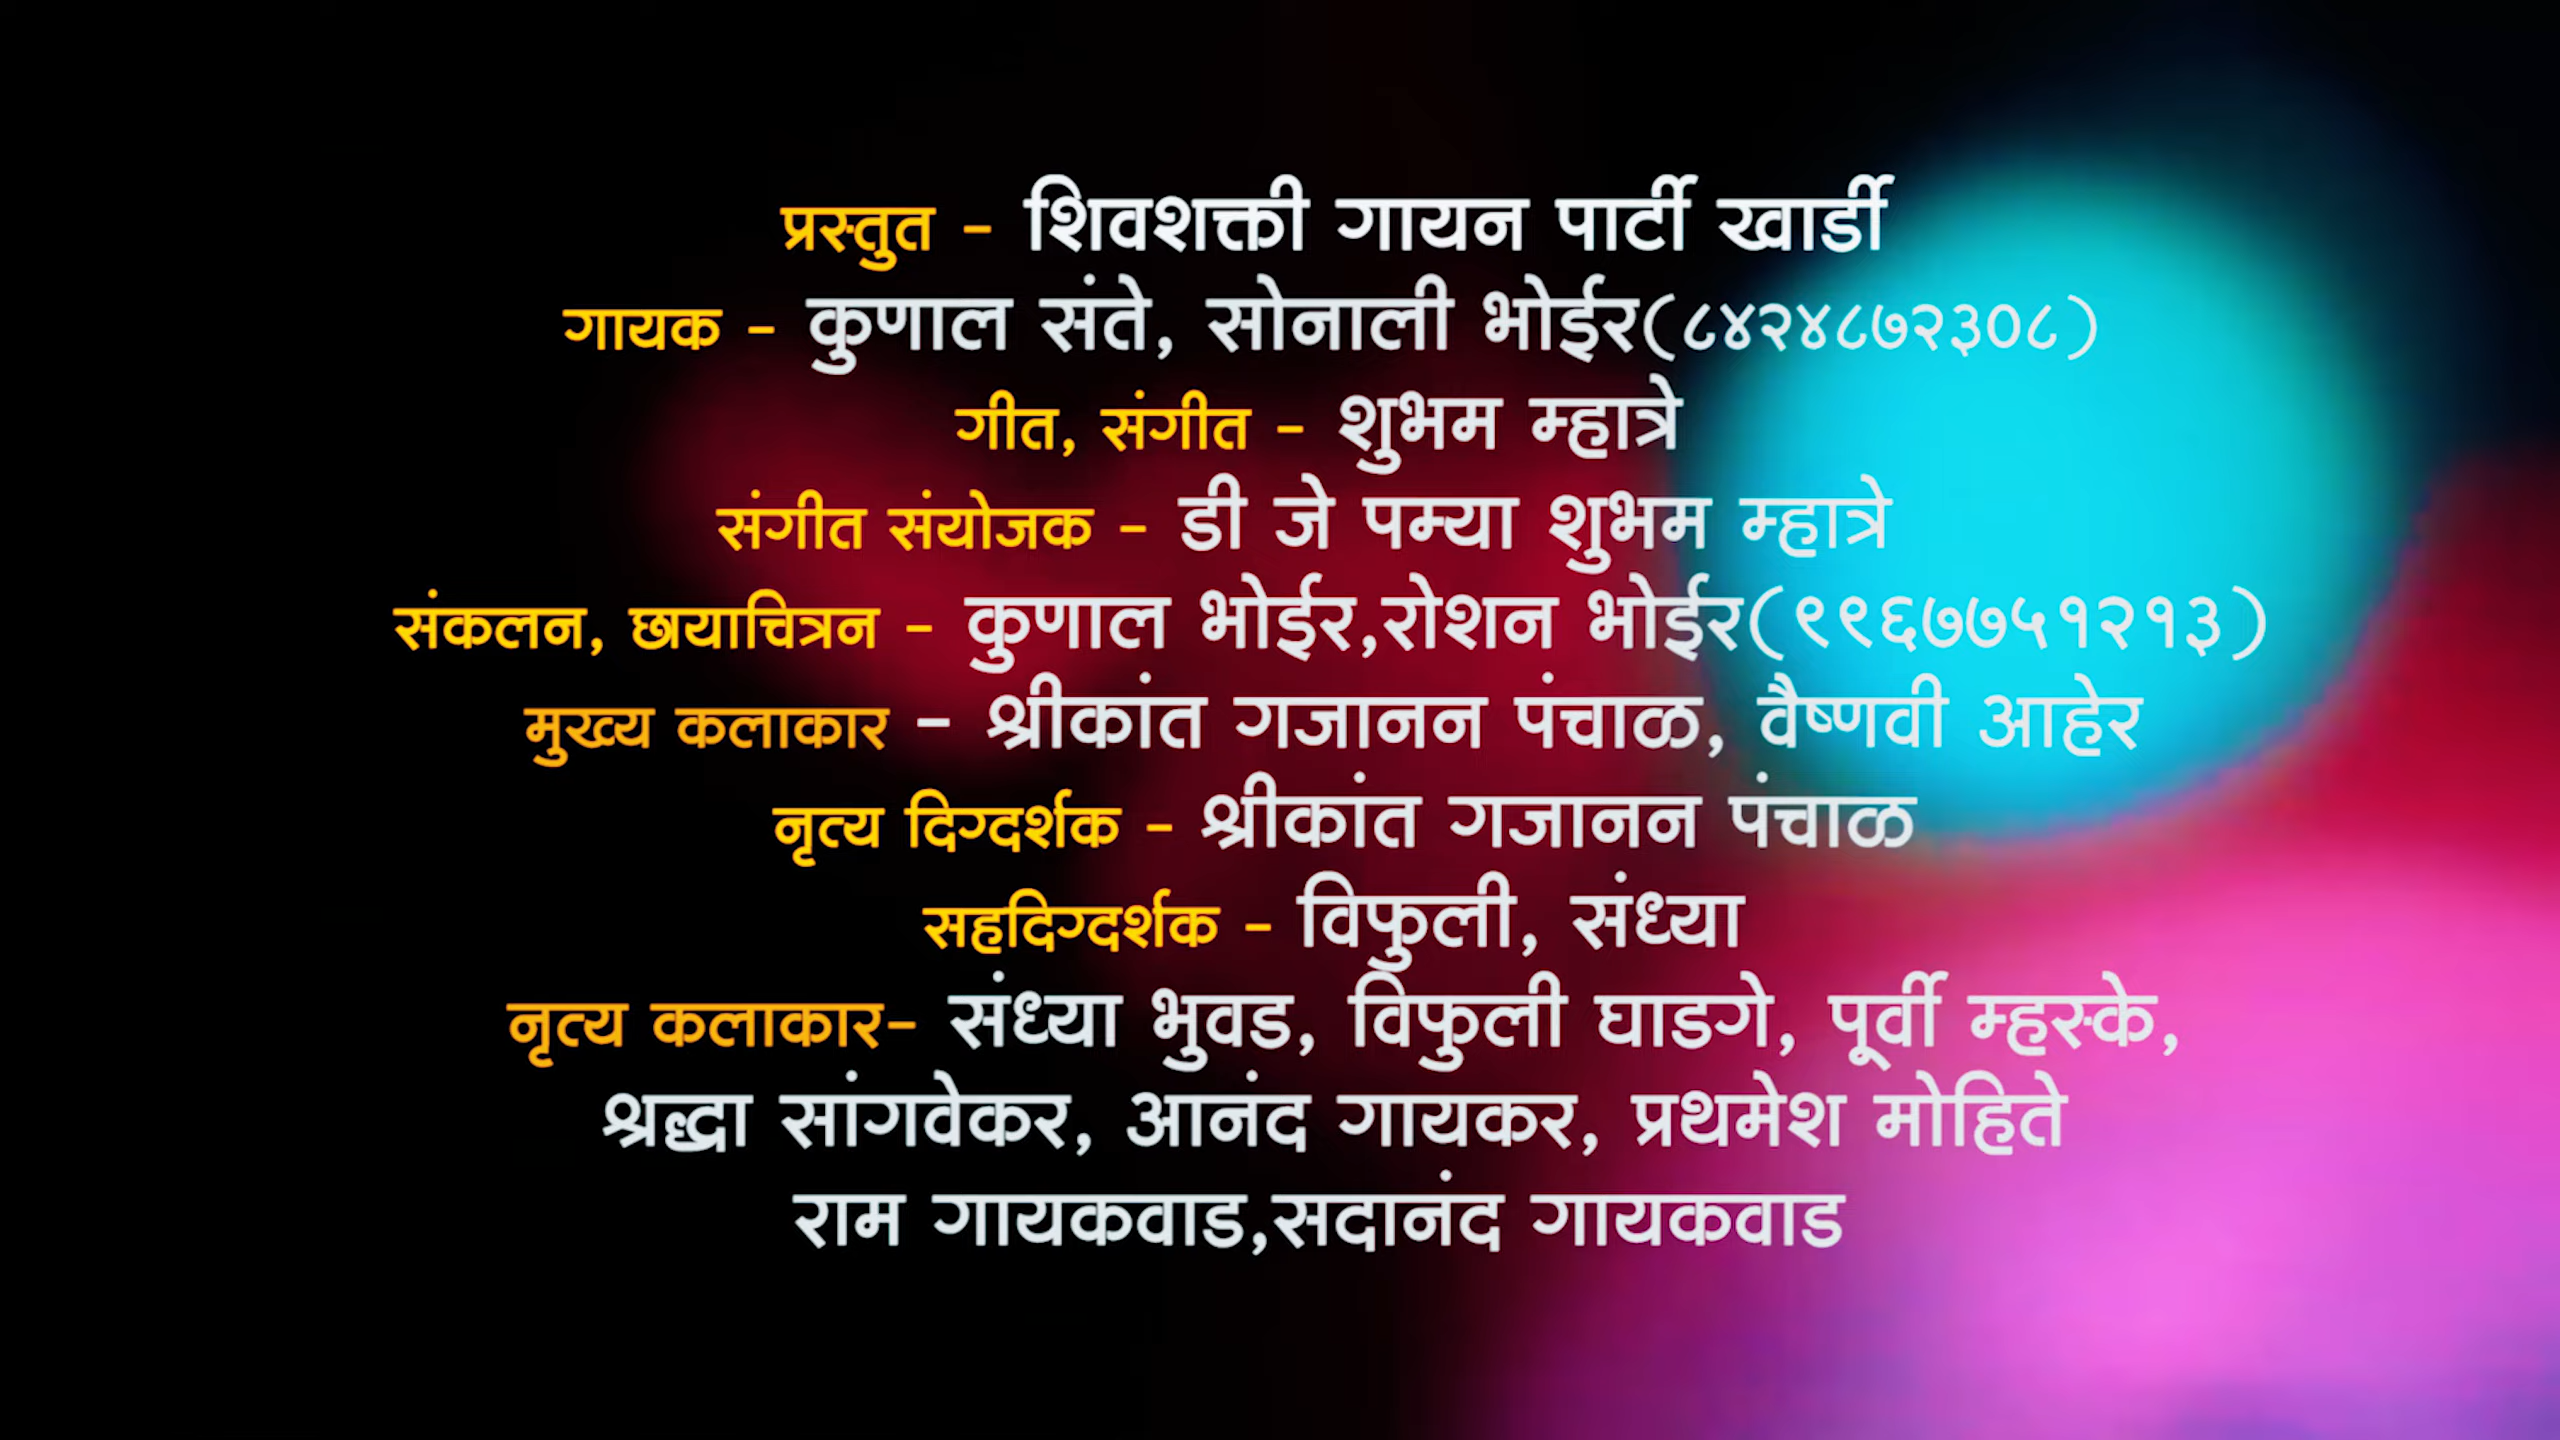 प्रस्तुत - शिवशक्ती गायन पार्टी खार्डी
गायक - कुणाल संते, सोनाली भोईर(८४२४८७२३०८)
गीत, संगीत - शुभम म्हात्रे
संगीत संयोजक - डी जे पम्या शुभम म्हात्रे
संकलन, छायाचित्रन - कुणाल भोईर,रोशन भोईर(९९६७७५१२१३)
मुख्य कलाकार - श्रीकांत गजानन पंचाळ, वैष्णवी आहेर
नृत्य दिग्दर्शक - श्रीकांत गजानन पंचाळ
सहदिग्दर्शक - विफुली, संध्या
नृत्य कलाकार- संध्या भुवड, विफुली घाडगे, पूर्वी म्हस्के,
श्रद्धा सांगवेकर, आनंद गायकर, प्रथमेश मोहिते
राम गायकवाड,सदानंद गायकवाड